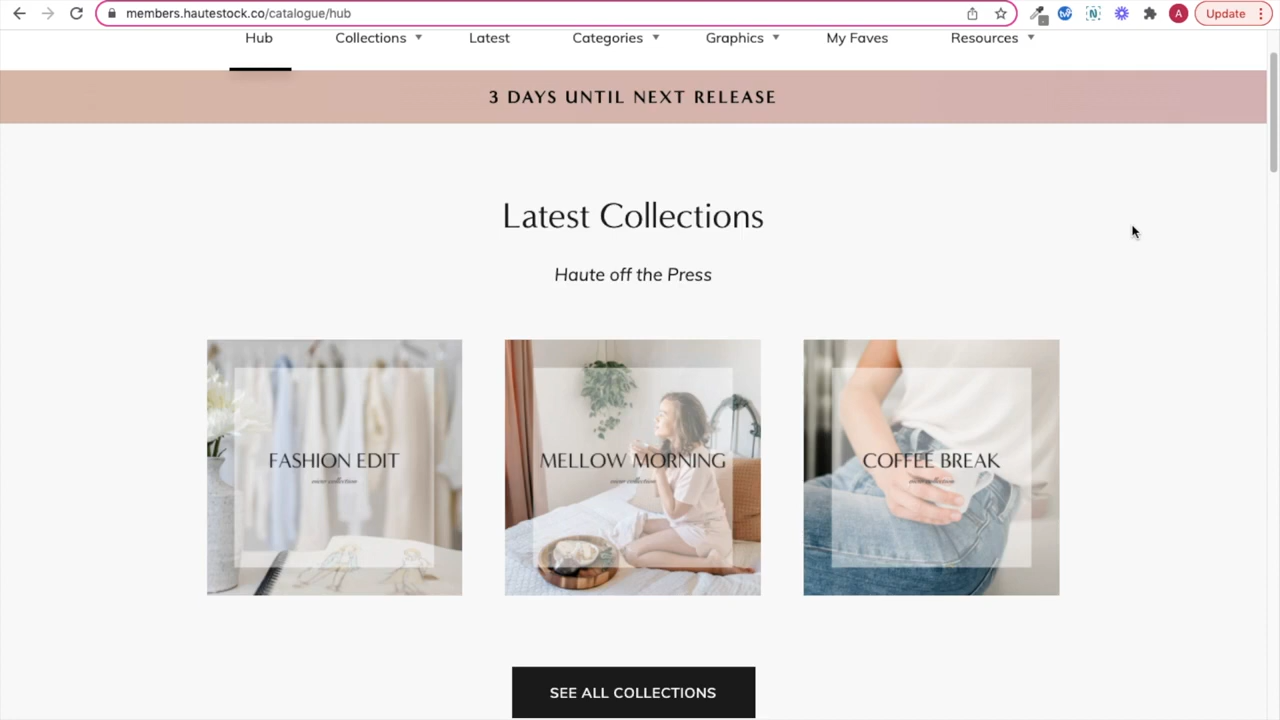 members.hautestock.co/catalogue/hub
A
Update
Hub
Collections
Latest
Categories
Graphics
My Faves
Resources
3 DAYS UNTIL NEXT RELEASE
Latest Collections
Haute off the Press
FASHION EDIT
MELLOW MORNING
COFFEE BREAK
SEE ALL COLLECTIONS